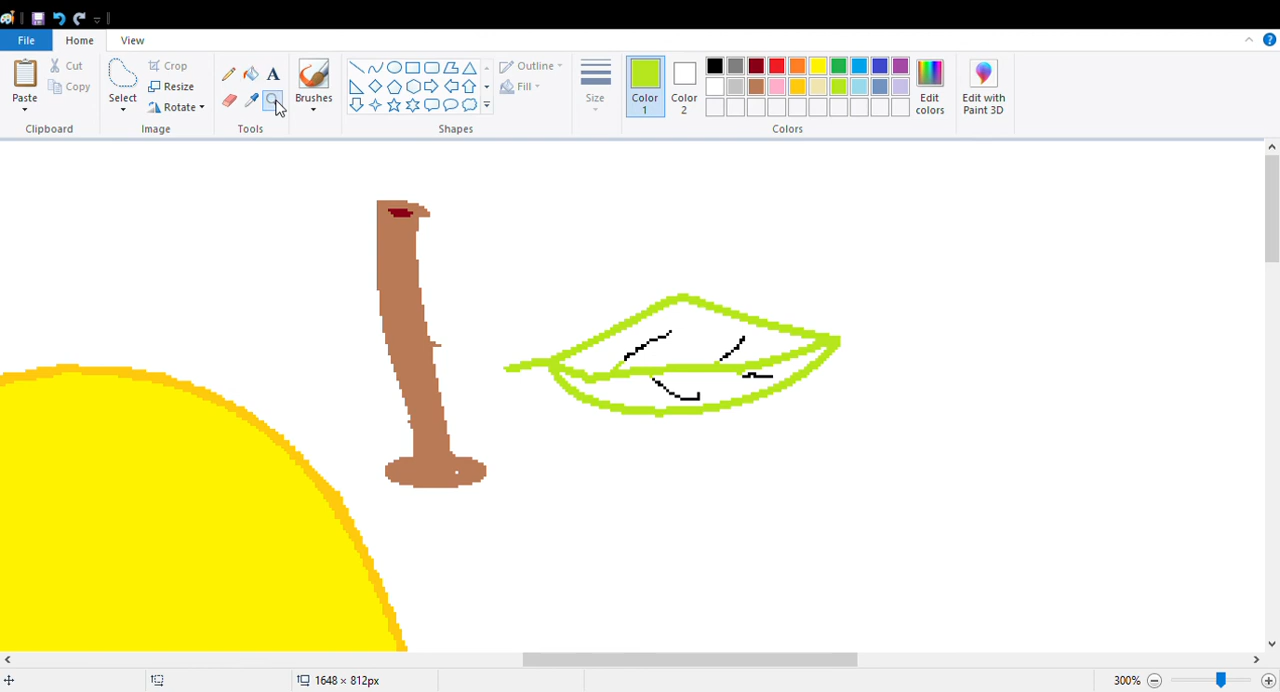 File Home View
Paste Cut Copy Clipboard
Select Crop Resize Rotate Image
A Tools
Brushes
Shapes Outline Fill
Size
Color 1 Color 2 Colors Edit colors
Edit with Paint 3D
1648 × 812px 300%